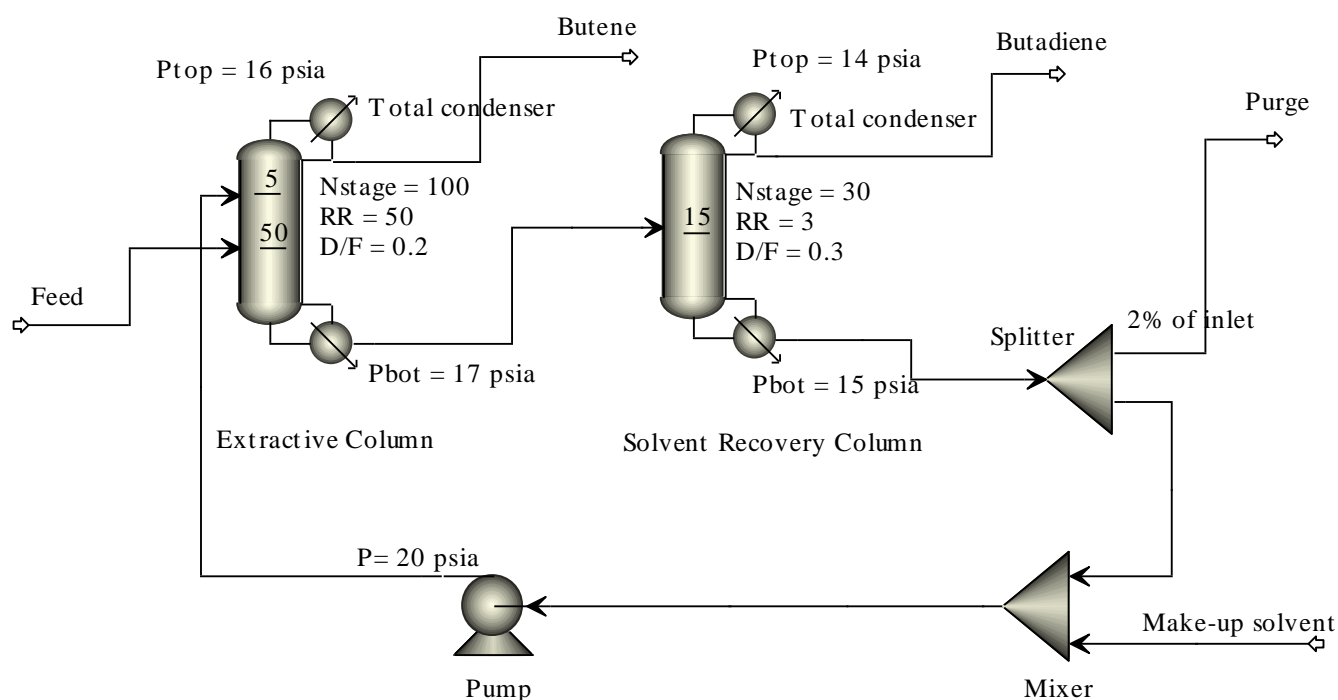 Butene
Butadiene
Ptop = 16 psia
Ptop = 14 psia
Purge
Total condenser
Total condenser
5
50
Nstage = 100
RR = 50
D/F = 0.2
15
Nstage = 30
RR = 3
D/F = 0.3
Feed
2% of inlet
Splitter
Pbot = 17 psia
Pbot = 15 psia
Extractive Column
Solvent Recovery Column
P= 20 psia
Make-up solvent
Pump
Mixer